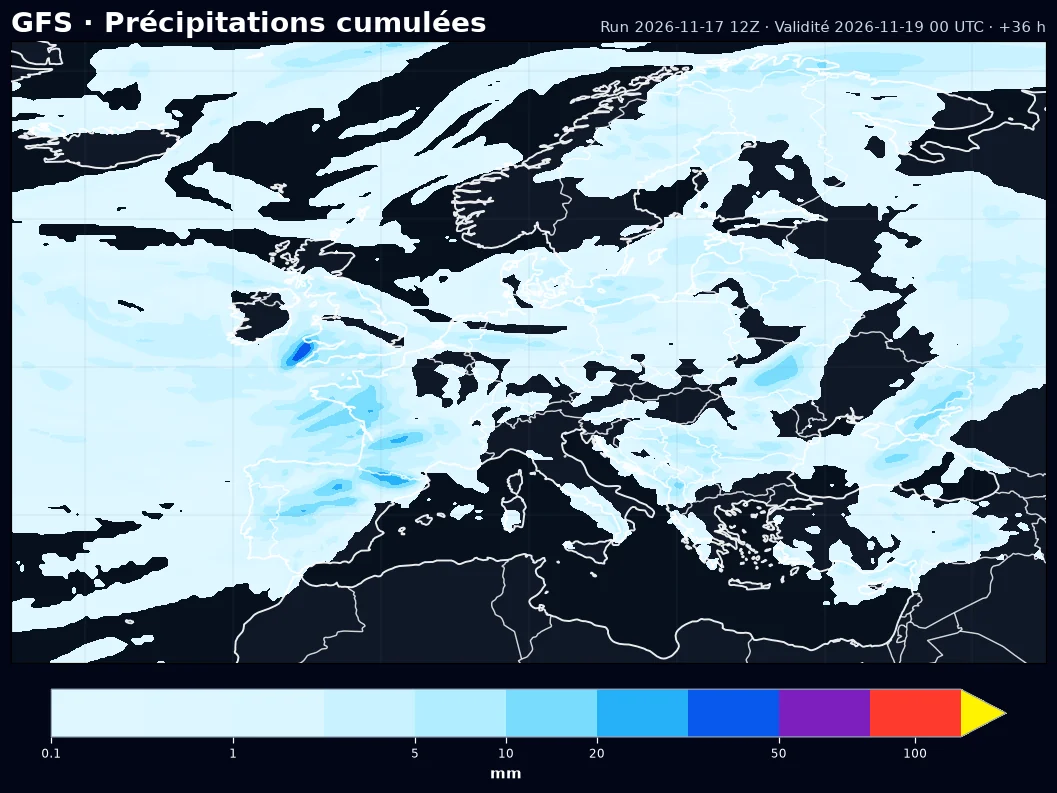 GFS · Précipitations cumulées
Run 2026-11-17 12Z · Validité 2026-11-19 00 UTC · +36 h
0.1 1 5 10 20 50 100
mm